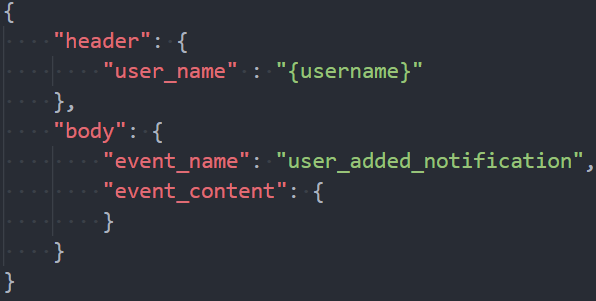 {
    "header": {
        "user_name" : "{username}"
    },
    "body": {
        "event_name": "user_added_notification",
        "event_content": {
        }
    }
}